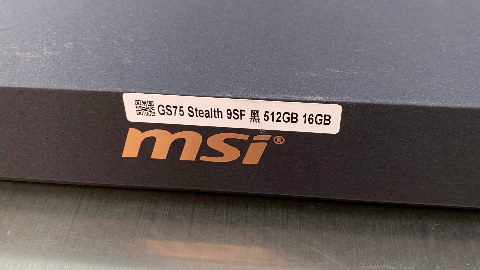 GS75 Stealth 9SF 黑 512GB 16GB
msi®